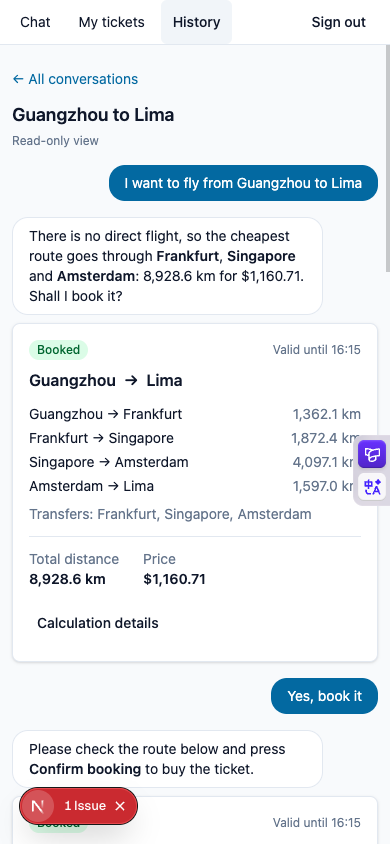 Chat My tickets History Sign out
← All conversations
Guangzhou to Lima
Read-only view
I want to fly from Guangzhou to Lima
There is no direct flight, so the cheapest
route goes through Frankfurt, Singapore
and Amsterdam: 8,928.6 km for $1,160.71.
Shall I book it?
Booked Valid until 16:15
Guangzhou → Lima
Guangzhou → Frankfurt 1,362.1 km
Frankfurt → Singapore 1,872.4 km
Singapore → Amsterdam 4,097.1 km
Amsterdam → Lima 1,597.0 km
Transfers: Frankfurt, Singapore, Amsterdam
Total distance Price
8,928.6 km $1,160.71
Calculation details
Yes, book it
Please check the route below and press
Confirm booking to buy the ticket.
N 1 Issue ×
Booked Valid until 16:15